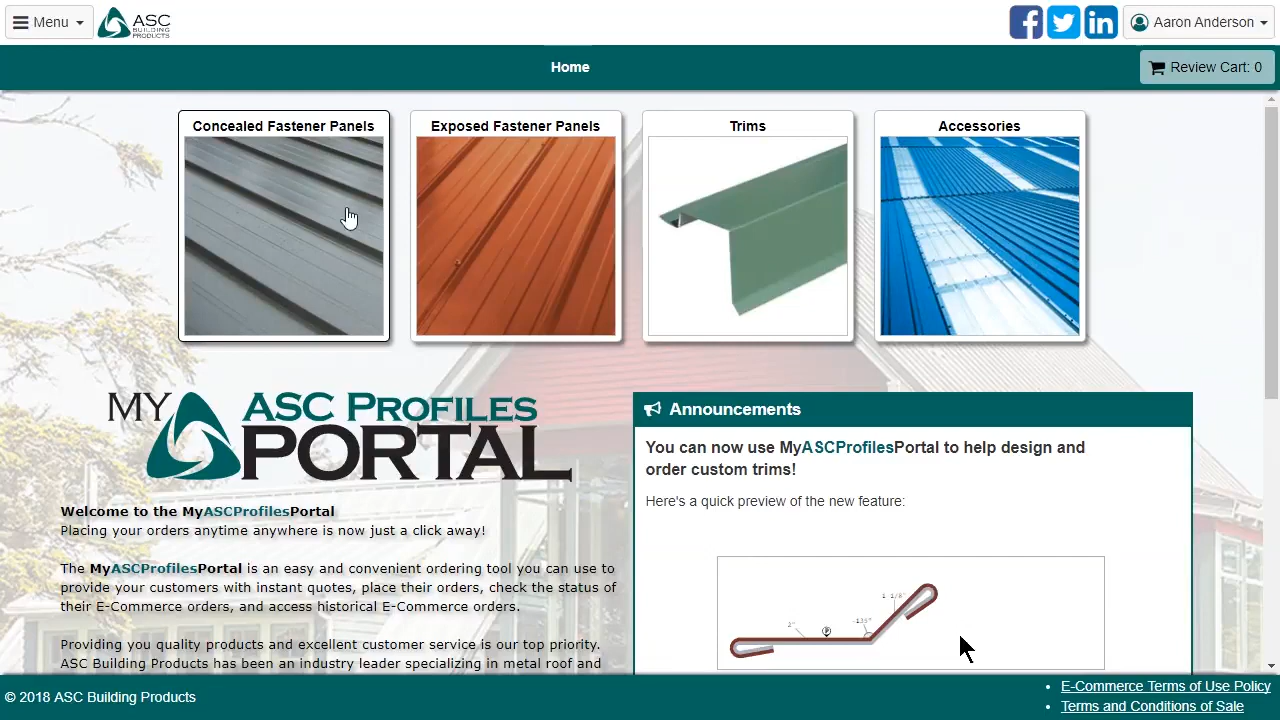 Menu
ASC
BUILDING
PRODUCTS
Aaron Anderson
Home
Review Cart: 0
Concealed Fastener Panels
Exposed Fastener Panels
Trims
Accessories
MY ASC PROFILES
PORTAL
Welcome to the MyASCProfilesPortal
Placing your orders anytime anywhere is now just a click away!
The MyASCProfilesPortal is an easy and convenient ordering tool you can use to
provide your customers with instant quotes, place their orders, check the status of
their E-Commerce orders, and access historical E-Commerce orders.
Providing you quality products and excellent customer service is our top priority.
ASC Building Products has been an industry leader specializing in metal roof and
Announcements
You can now use MyASCProfilesPortal to help design and
order custom trims!
Here's a quick preview of the new feature:
1 1/8"
135°
2"
P
© 2018 ASC Building Products
• E-Commerce Terms of Use Policy
• Terms and Conditions of Sale